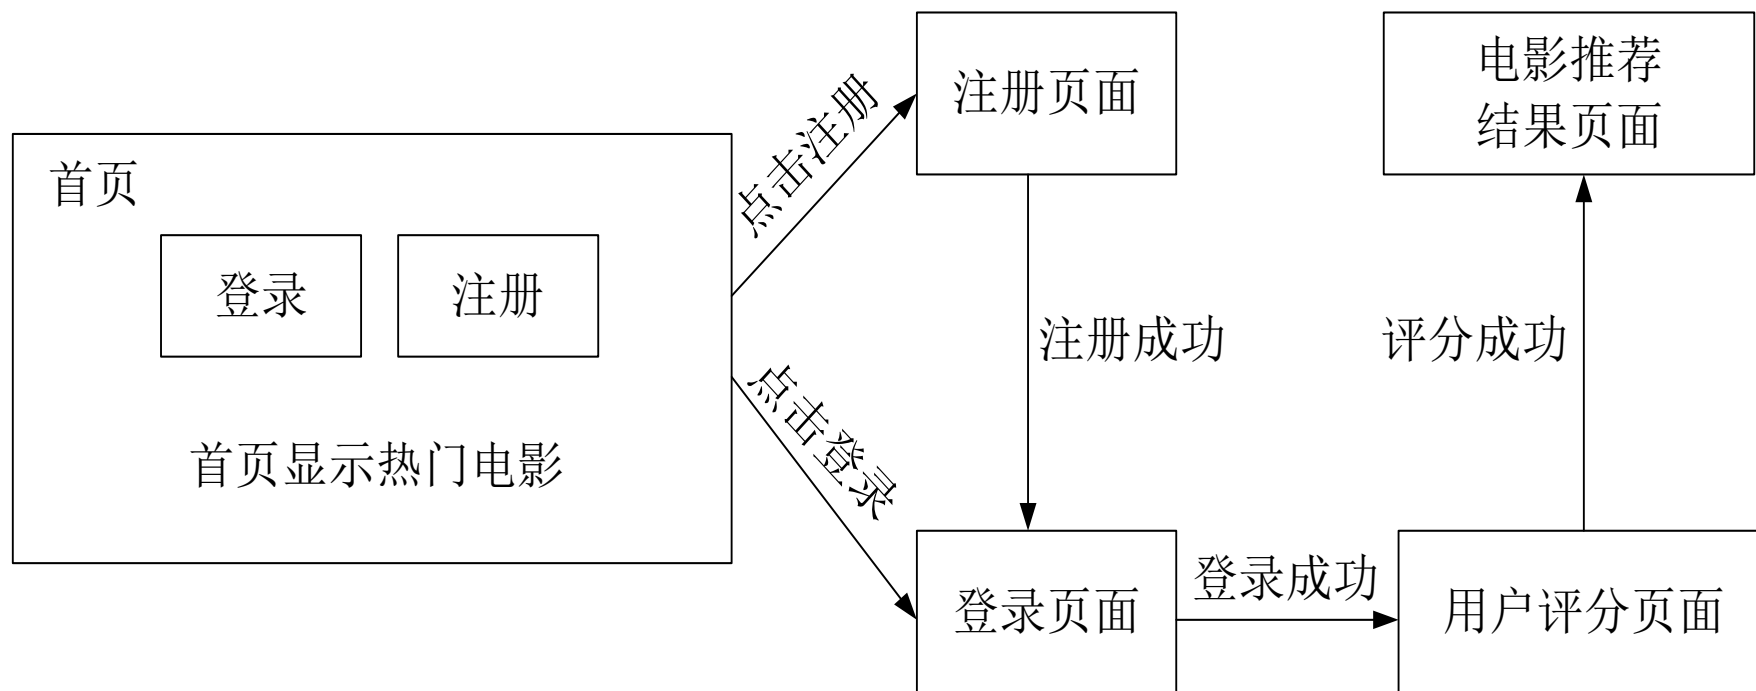 首页
登录
注册
首页显示热门电影
点击注册
点击登录
注册页面
注册成功
登录页面
登录成功
用户评分页面
评分成功
电影推荐
结果页面